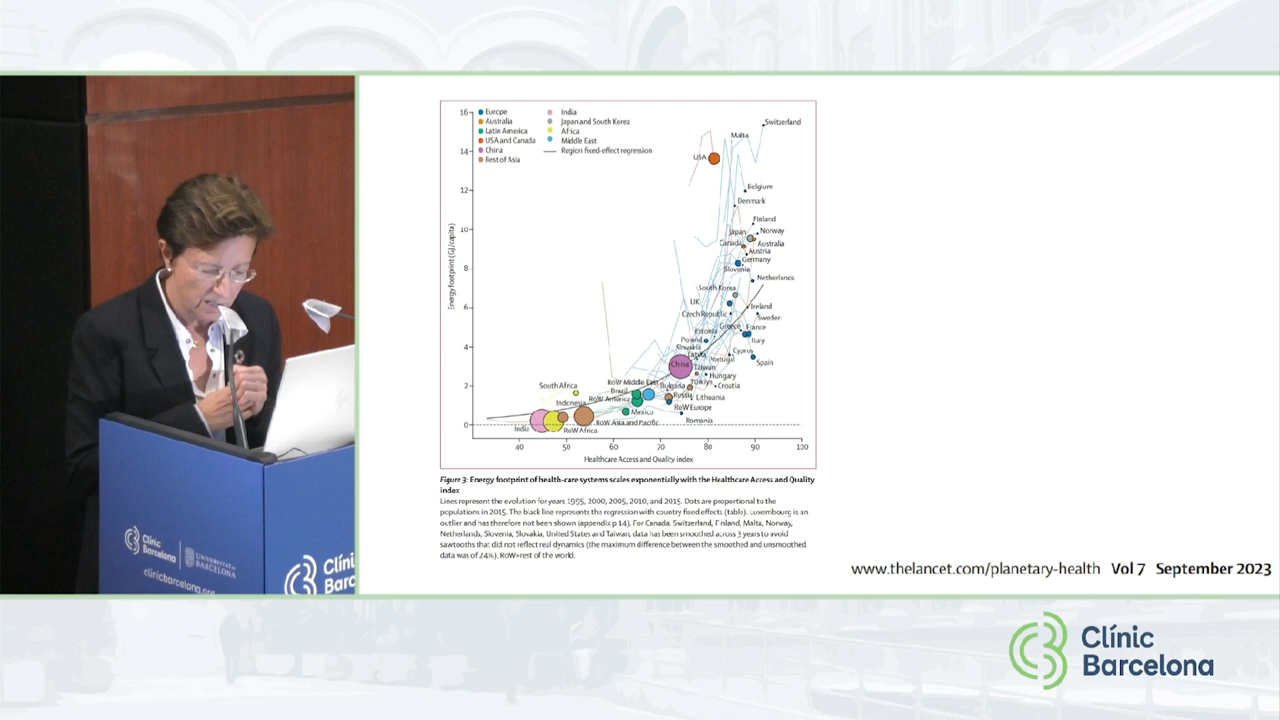 16
14
12
10
8
6
4
2
0
Energy footprint (GJ/capita)
Europe
Australia
Latin America
USA and Canada
China
Rest of Asia
India
Japan and South Korea
Africa
Middle East
Region fixed-effect regression
Switzerland
Malta
USA
Belgium
Denmark
Finland
Japan
Norway
Canada
Australia
Austria
Germany
Slovenia
Netherlands
South Korea
UK
Ireland
Czech Republic
Sweden
Greece
France
Estonia
Poland
Italy
Slovakia
Latvia
Cyprus
Portugal
Spain
China
Taiwan
Hungary
RoW Middle East
Bulgaria
Türkiye
Croatia
South Africa
Brazil
RoW America
Russia
Lithuania
Indonesia
Mexico
RoW Europe
RoW Asia and Pacific
Romania
India
RoW Africa
40 50 60 70 80 90 100
Healthcare Access and Quality index
Figure 3: Energy footprint of health-care systems scales exponentially with the Healthcare Access and Quality
index
Lines represent the evolution for years 1995, 2000, 2005, 2010, and 2015. Dots are proportional to the
populations in 2015. The black line represents the regression with country fixed effects (table). Luxembourg is an
outlier and has therefore not been shown (appendix p 14). For Canada, Switzerland, Finland, Malta, Norway,
Netherlands, Slovenia, Slovakia, United States and Taiwan, data has been smoothed across 3 years to avoid
sawtooths that did not reflect real dynamics (the maximum difference between the smoothed and unsmoothed
data was of 24%). RoW=rest of the world.
www.thelancet.com/planetary-health Vol 7 September 2023
Clínic
Barcelona
UNIVERSITAT DE
BARCELONA
clinicbarcelona.org
Clíni
Barc
Clínic
Barcelona